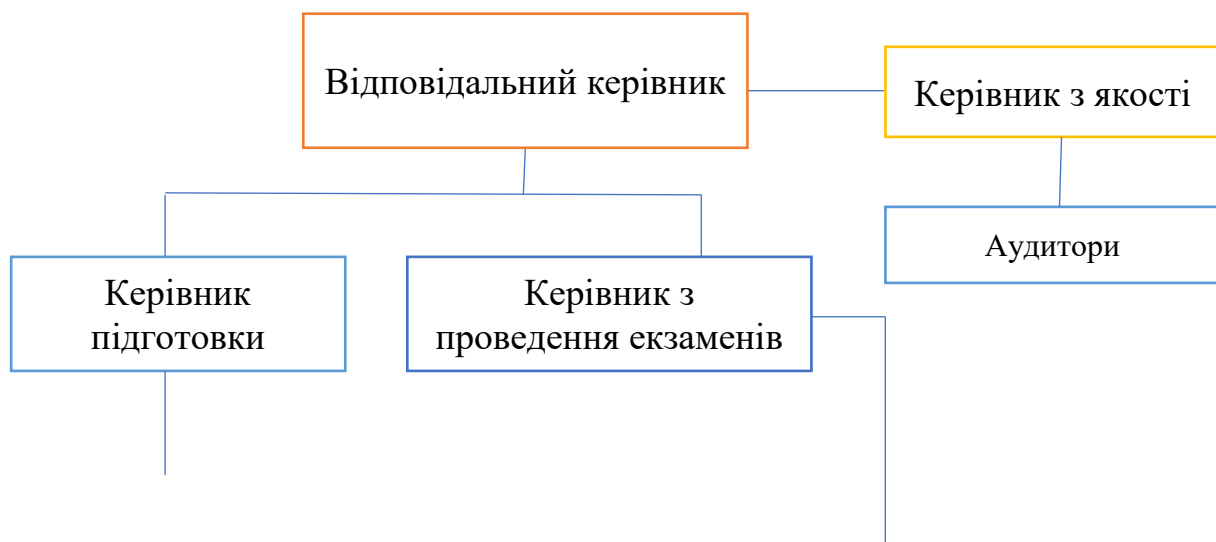 Відповідальний керівник
Керівник з якості
Аудитори
Керівник
підготовки
Керівник з
проведення екзаменів